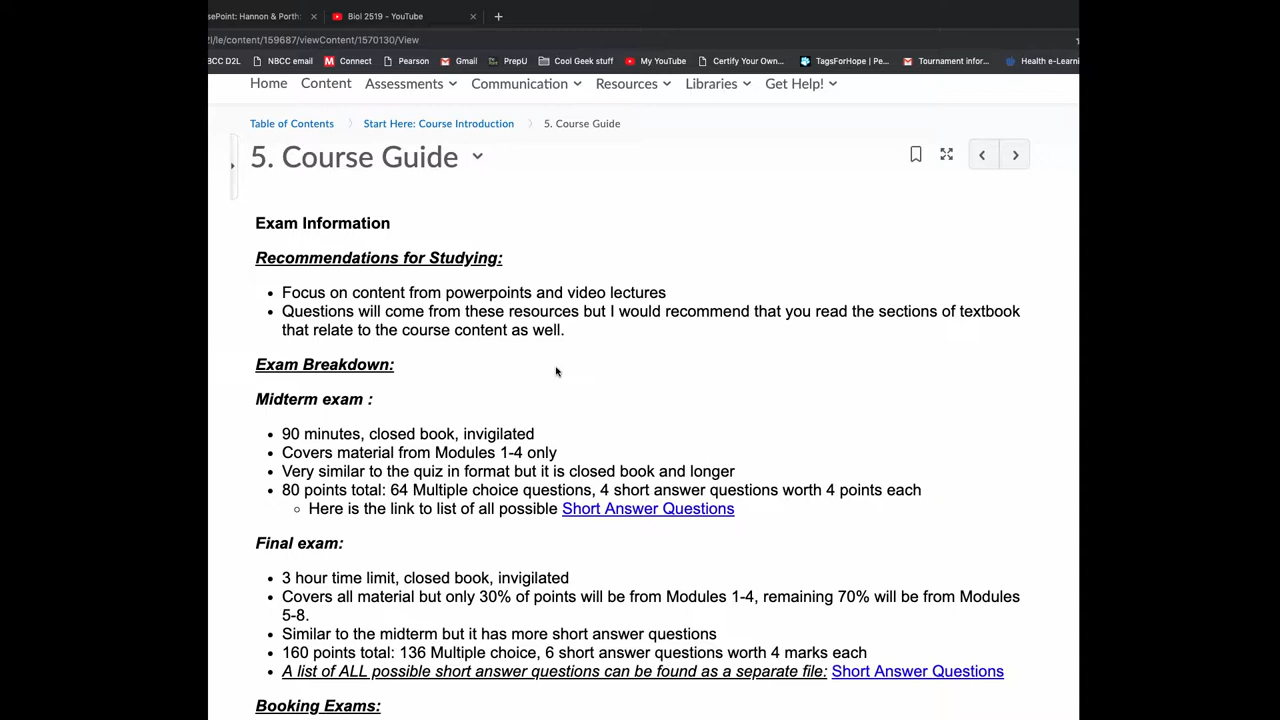 sePoint: Hannon & Porth
Biol 2519 - YouTube
l/le/content/159687/viewContent/1570130/View
BCC D2L NBCC email Connect Pearson Gmail PrepU Cool Geek stuff My YouTube Certify Your Own... TagsForHope | Pe... Tournament infor... Health e-Learni
Home Content Assessments Communication Resources Libraries Get Help!
Table of Contents Start Here: Course Introduction 5. Course Guide
5. Course Guide
Exam Information
Recommendations for Studying:
• Focus on content from powerpoints and video lectures
• Questions will come from these resources but I would recommend that you read the sections of textbook
that relate to the course content as well.
Exam Breakdown:
Midterm exam :
• 90 minutes, closed book, invigilated
• Covers material from Modules 1-4 only
• Very similar to the quiz in format but it is closed book and longer
• 80 points total: 64 Multiple choice questions, 4 short answer questions worth 4 points each
◦ Here is the link to list of all possible Short Answer Questions
Final exam:
• 3 hour time limit, closed book, invigilated
• Covers all material but only 30% of points will be from Modules 1-4, remaining 70% will be from Modules
5-8.
• Similar to the midterm but it has more short answer questions
• 160 points total: 136 Multiple choice, 6 short answer questions worth 4 marks each
• A list of ALL possible short answer questions can be found as a separate file: Short Answer Questions
Booking Exams: